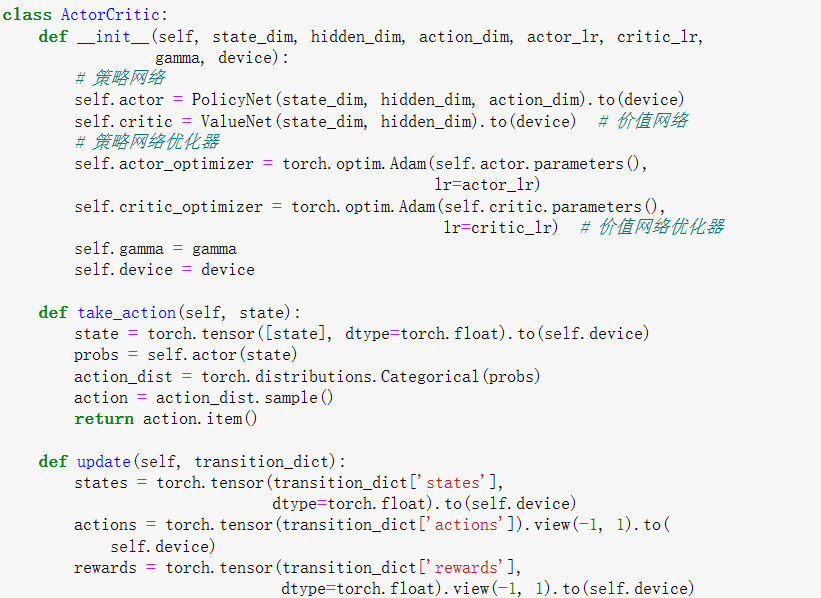 class ActorCritic:
    def __init__(self, state_dim, hidden_dim, action_dim, actor_lr, critic_lr,
                 gamma, device):
        # 策略网络
        self.actor = PolicyNet(state_dim, hidden_dim, action_dim).to(device)
        self.critic = ValueNet(state_dim, hidden_dim).to(device)  # 价值网络
        # 策略网络优化器
        self.actor_optimizer = torch.optim.Adam(self.actor.parameters(),
                                                lr=actor_lr)
        self.critic_optimizer = torch.optim.Adam(self.critic.parameters(),
                                                 lr=critic_lr)  # 价值网络优化器
        self.gamma = gamma
        self.device = device

    def take_action(self, state):
        state = torch.tensor([state], dtype=torch.float).to(self.device)
        probs = self.actor(state)
        action_dist = torch.distributions.Categorical(probs)
        action = action_dist.sample()
        return action.item()

    def update(self, transition_dict):
        states = torch.tensor(transition_dict['states'],
                              dtype=torch.float).to(self.device)
        actions = torch.tensor(transition_dict['actions']).view(-1, 1).to(
            self.device)
        rewards = torch.tensor(transition_dict['rewards'],
                               dtype=torch.float).view(-1, 1).to(self.device)